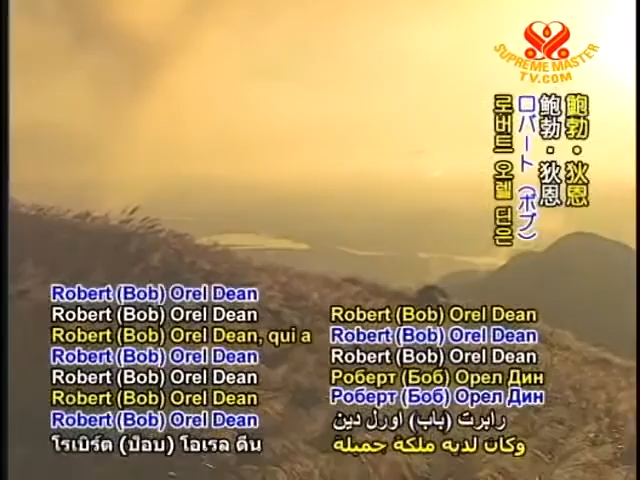 SUPREME MASTER
TV.COM
鮑勃·狄恩
鲍勃·狄恩
ロバート（ボブ）
로버트 오렐 딘은
Robert (Bob) Orel Dean
Robert (Bob) Orel Dean
Robert (Bob) Orel Dean, qui a
Robert (Bob) Orel Dean
Robert (Bob) Orel Dean
Robert (Bob) Orel Dean
Robert (Bob) Orel Dean
โรเบิร์ต (บ๊อบ) โอเรล ดีน
Robert (Bob) Orel Dean
Robert (Bob) Orel Dean
Robert (Bob) Orel Dean
Роберт (Боб) Орел Дин
Роберт (Боб) Орел Дин
رابرت (باب) اورل دین
وكان لديه ملكة جميلة